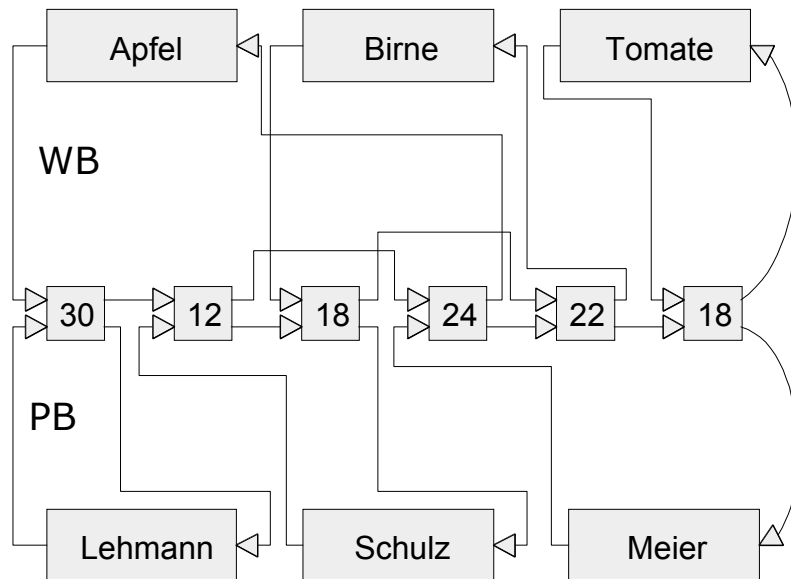 Apfel Birne Tomate
WB
30 12 18 24 22 18
PB
Lehmann Schulz Meier